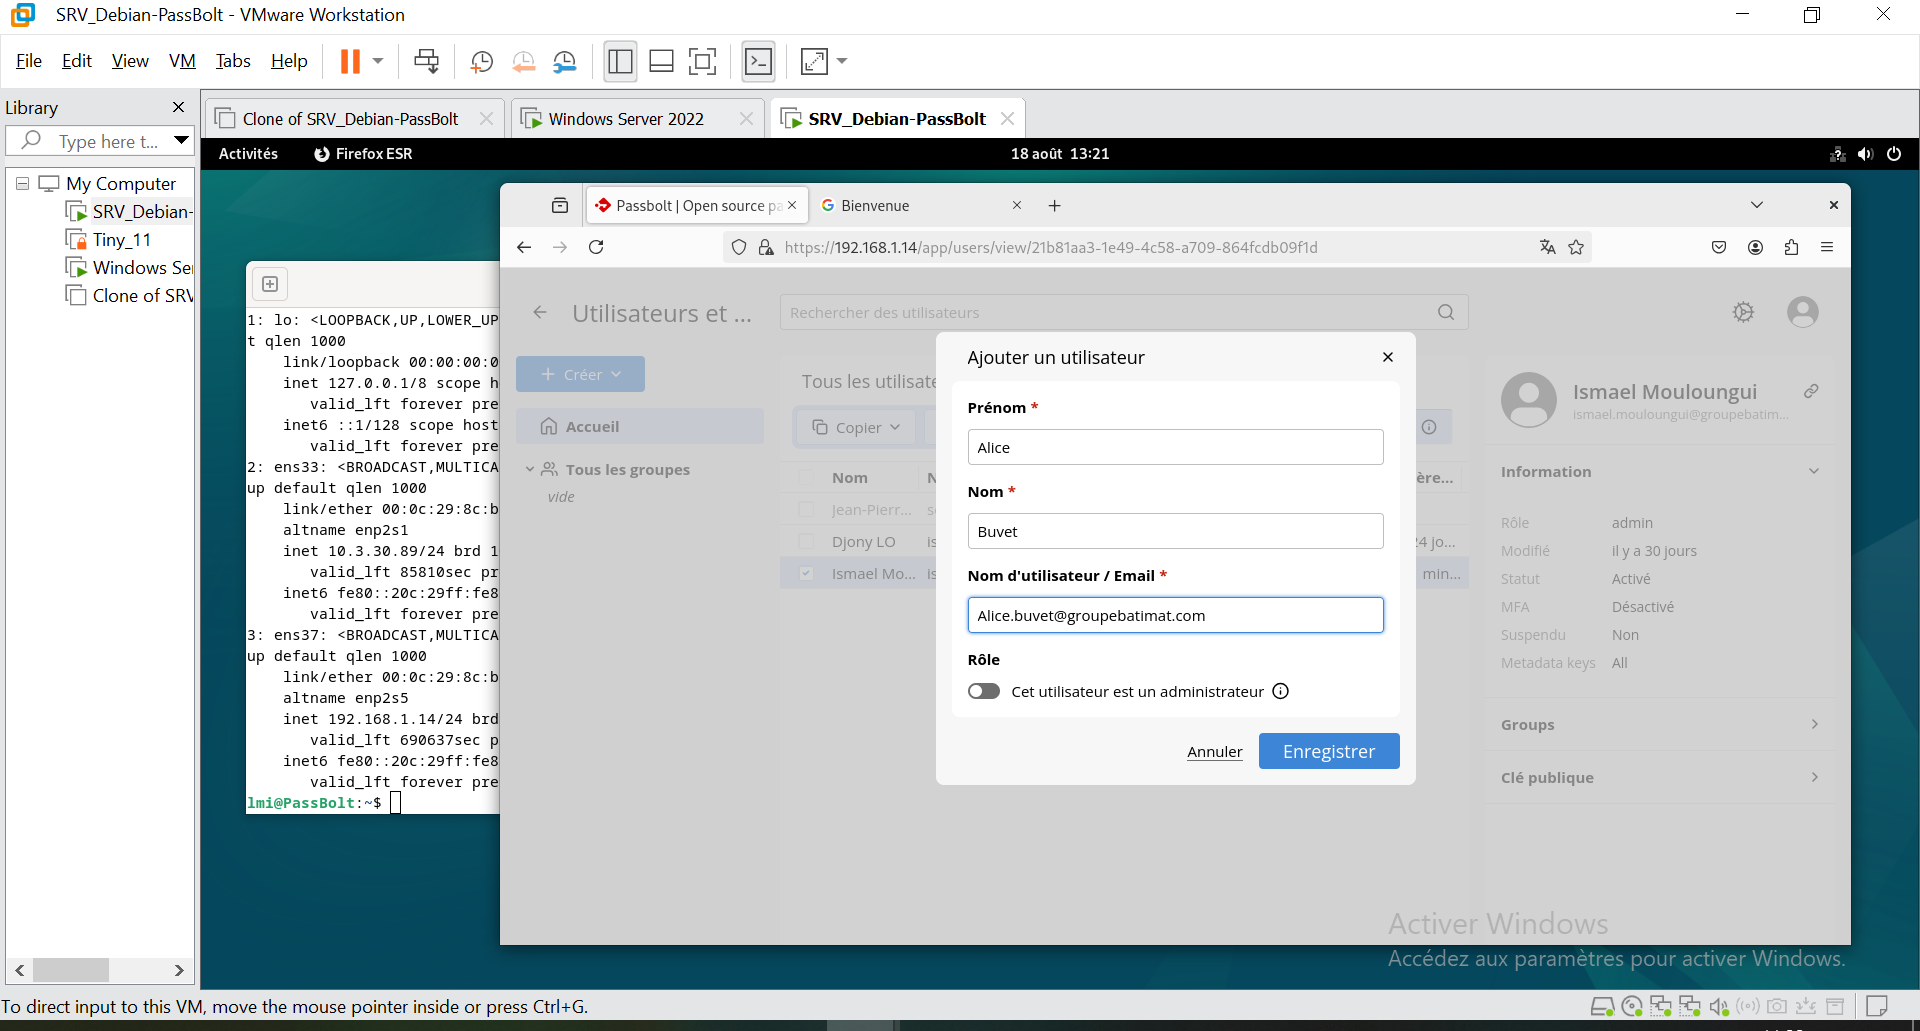 SRV_Debian-PassBolt - VMware Workstation
File Edit View VM Tabs Help
Library
Type here t...
My Computer
SRV_Debian-
Tiny_11
Windows Ser
Clone of SRV
Clone of SRV_Debian-PassBolt
Windows Server 2022
SRV_Debian-PassBolt
Activités
Firefox ESR
18 août 13:21
Passbolt | Open source pa
Bienvenue
https://192.168.1.14/app/users/view/21b81aa3-1e49-4c58-a709-864fcdb09f1d
1: lo: <LOOPBACK,UP,LOWER_UP
t qlen 1000
link/loopback 00:00:00:0
inet 127.0.0.1/8 scope h
valid_lft forever pre
inet6 ::1/128 scope host
valid_lft forever pre
2: ens33: <BROADCAST,MULTICA
up default qlen 1000
link/ether 00:0c:29:8c:b
altname enp2s1
inet 10.3.30.89/24 brd 1
valid_lft 85810sec pr
inet6 fe80::20c:29ff:fe8
valid_lft forever pre
3: ens37: <BROADCAST,MULTICA
up default qlen 1000
link/ether 00:0c:29:8c:b
altname enp2s5
inet 192.168.1.14/24 brd
valid_lft 690637sec p
inet6 fe80::20c:29ff:fe8
valid_lft forever pre
lmi@PassBolt:~$
Utilisateurs et ...
Rechercher des utilisateurs
Créer
Accueil
Tous les groupes
vide
Tous les utilisate
Copier
Nom
N
ère...
Jean-Pierr...
s
Djony LO
is
24 jo...
Ismael Mo...
is
min...
Ajouter un utilisateur
Prénom *
Alice
Nom *
Buvet
Nom d'utilisateur / Email *
Alice.buvet@groupebatimat.com
Rôle
Cet utilisateur est un administrateur
Annuler
Enregistrer
Ismael Mouloungui
ismael.mouloungui@groupebatim...
Information
Rôle admin
Modifié il y a 30 jours
Statut Activé
MFA Désactivé
Suspendu Non
Metadata keys All
Groups
Clé publique
Activer Windows
Accédez aux paramètres pour activer Windows.
To direct input to this VM, move the mouse pointer inside or press Ctrl+G.